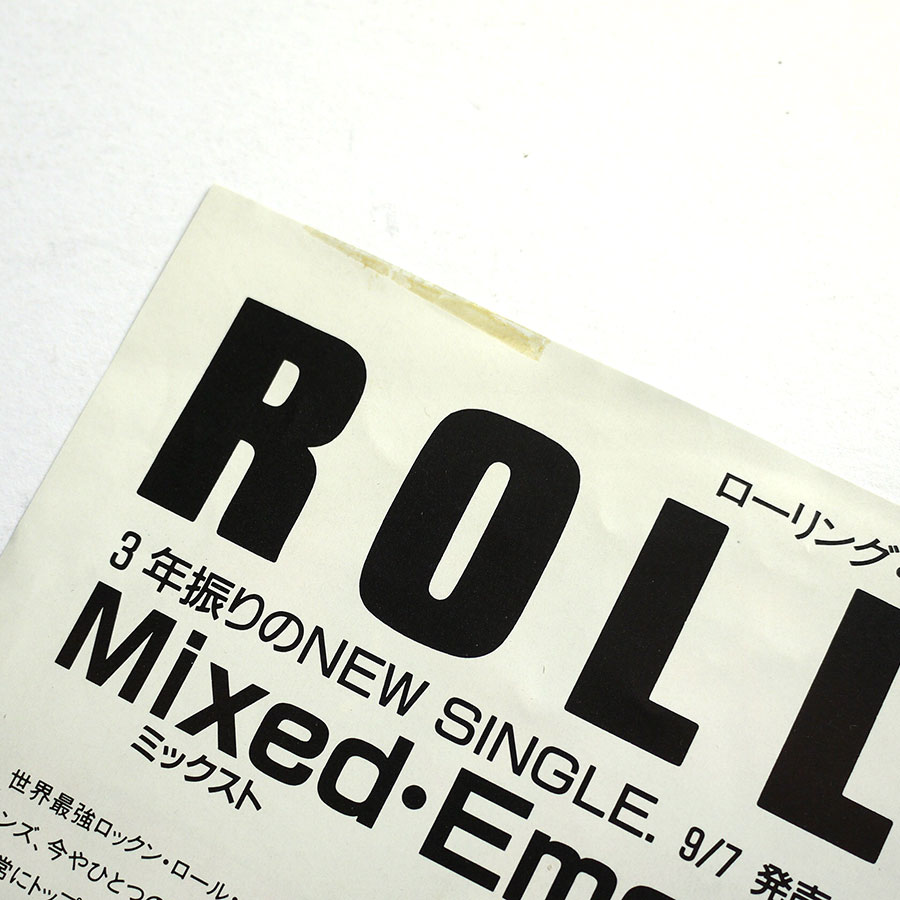 ROLL
ローリング・
3年振りのNEW SINGLE. 9/7 発売
Mixed・Emo
ミックスト
世界最強ロックン・ロール・
ンズ、今やひとつの
常にトップ